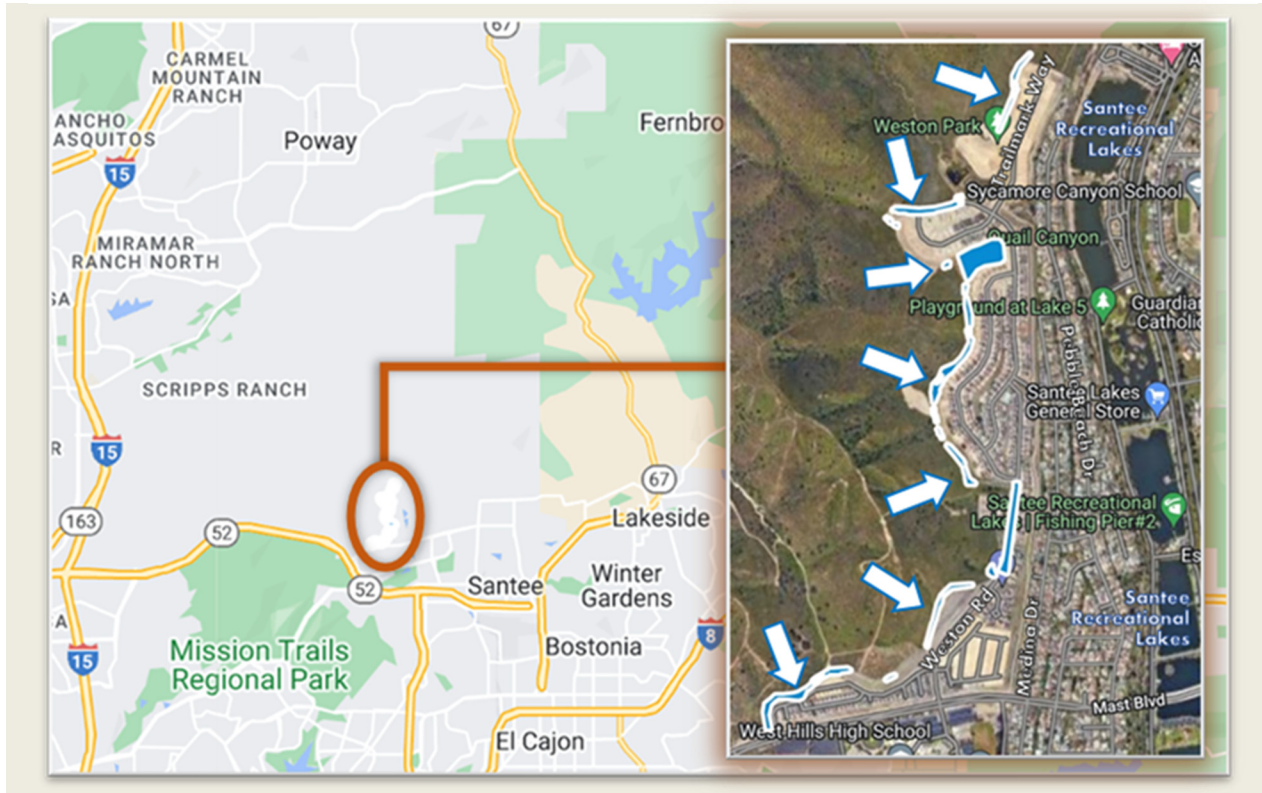 67
CARMEL
MOUNTAIN
RANCH
ANCHO
ASQUITOS
Poway
Fernbro
15
MIRAMAR
RANCH NORTH
SA
SCRIPPS RANCH
R
15
67
163
52
Lakeside
52
Santee
Winter
Gardens
A
Bostonia
8
15
Mission Trails
Regional Park
El Cajon
Trailmark Way
A
Santee
Recreational
Lakes
Weston Park
Sycamore Canyon School
Quail Canyon
Playground at Lake 5
Guardian
Catholic
Pebble Beach Dr
Santee Lakes
General Store
Santee Recreational
Lakes | Fishing Pier#2
Es
Weston Rd
Medina Dr
Santee
Recreational
Lakes
Mast Blvd
West Hills High School